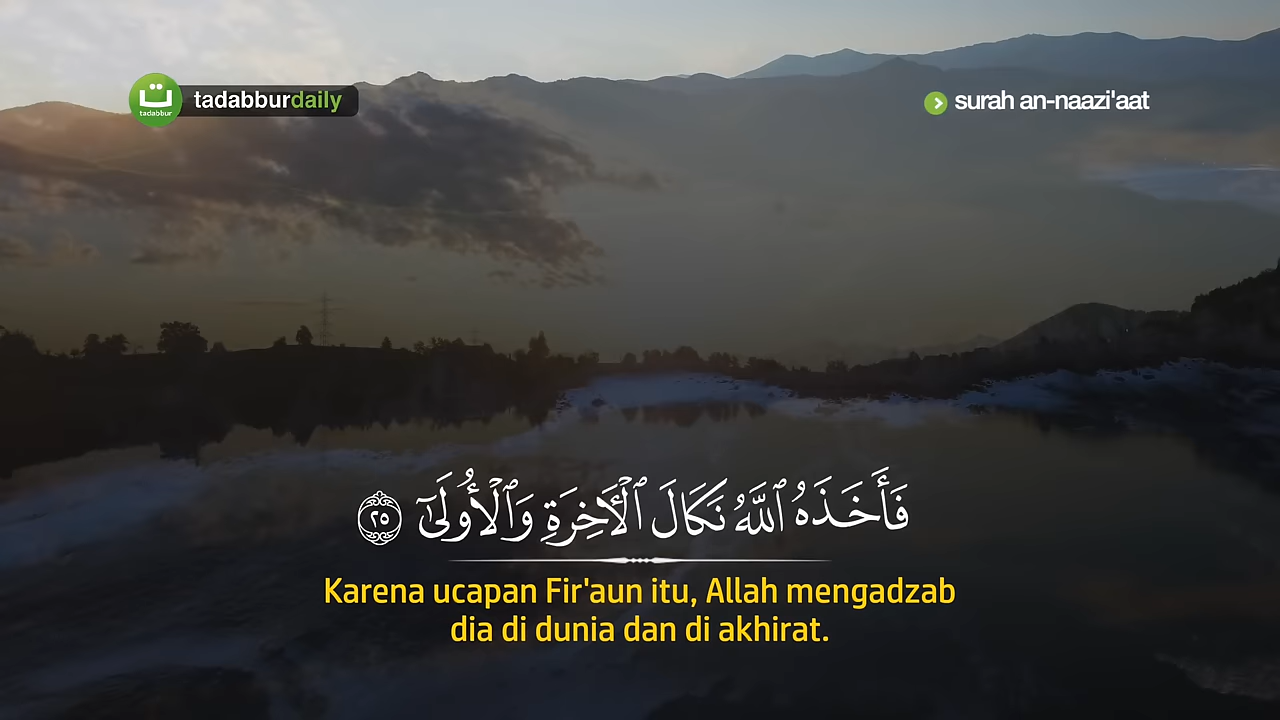 ت tadabburdaily
tadabbur
surah an-naazi'aat
فَأَخَذَهُ ٱللَّهُ نَكَالَ ٱلْـَٔاخِرَةِ وَٱلْأُولَىٰٓ ٢٥
Karena ucapan Fir'aun itu, Allah mengadzab
dia di dunia dan di akhirat.